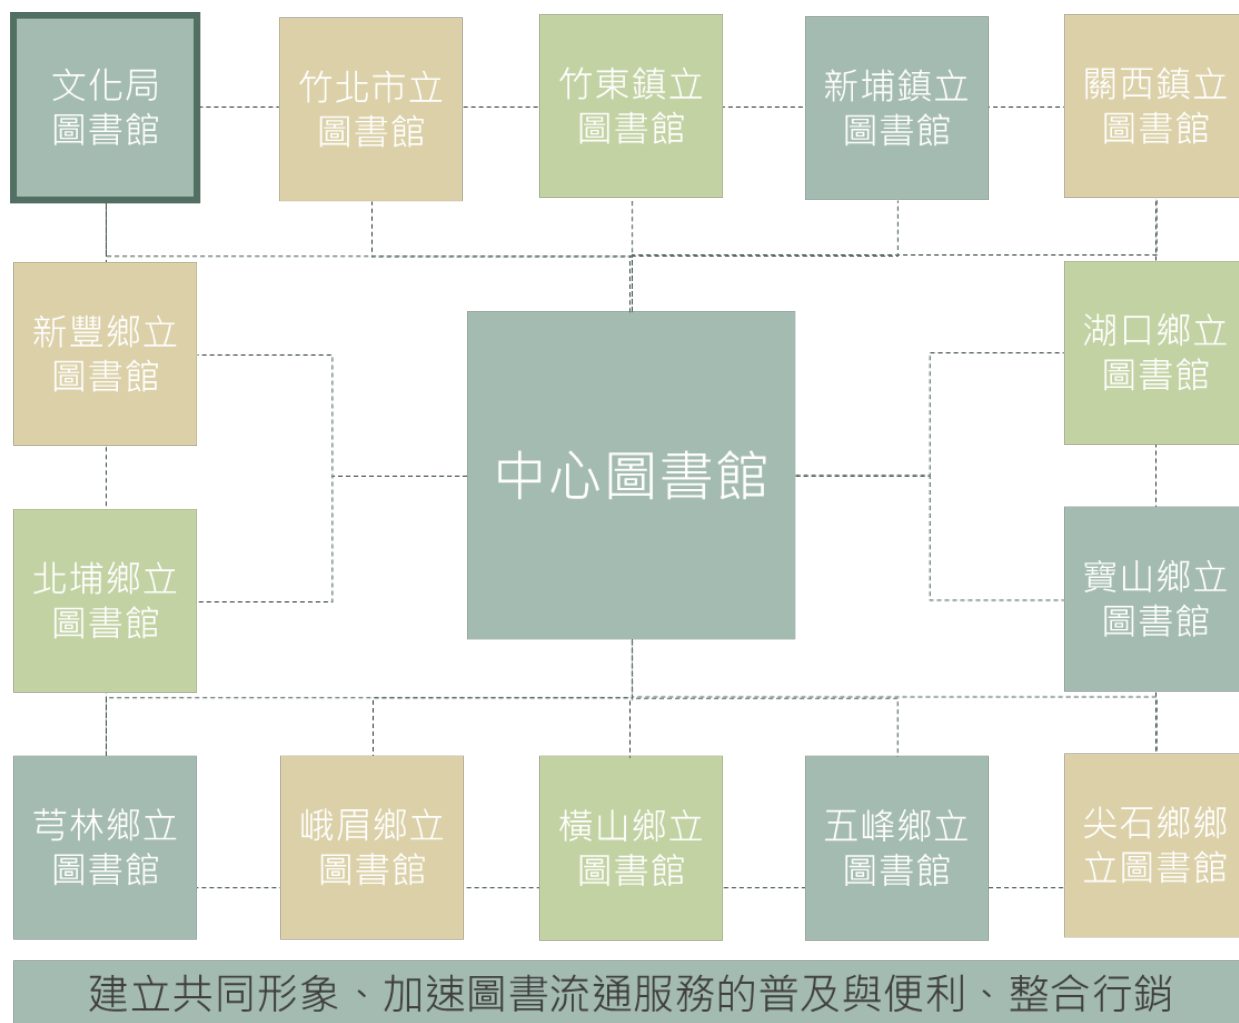 文化局
圖書館
竹北市立
圖書館
竹東鎮立
圖書館
新埔鎮立
圖書館
關西鎮立
圖書館
新豐鄉立
圖書館
湖口鄉立
圖書館
中心圖書館
北埔鄉立
圖書館
寶山鄉立
圖書館
芎林鄉立
圖書館
峨眉鄉立
圖書館
橫山鄉立
圖書館
五峰鄉立
圖書館
尖石鄉鄉
立圖書館
建立共同形象、加速圖書流通服務的普及與便利、整合行銷